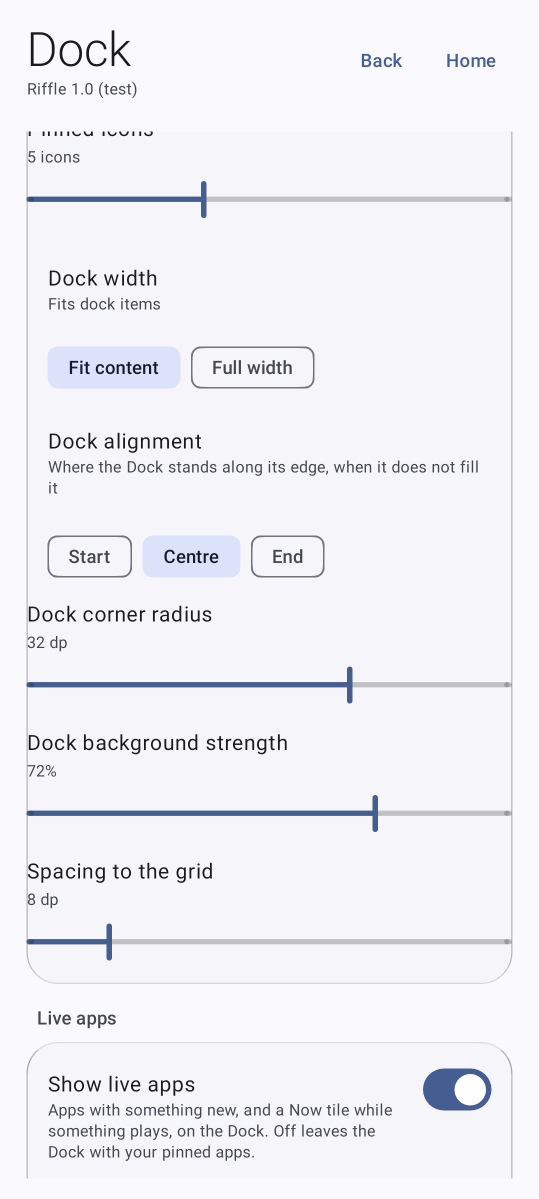 Dock
Back
Home
Riffle 1.0 (test)
Pinned icons
5 icons
Dock width
Fits dock items
Fit content
Full width
Dock alignment
Where the Dock stands along its edge, when it does not fill
it
Start
Centre
End
Dock corner radius
32 dp
Dock background strength
72%
Spacing to the grid
8 dp
Live apps
Show live apps
Apps with something new, and a Now tile while
something plays, on the Dock. Off leaves the
Dock with your pinned apps.